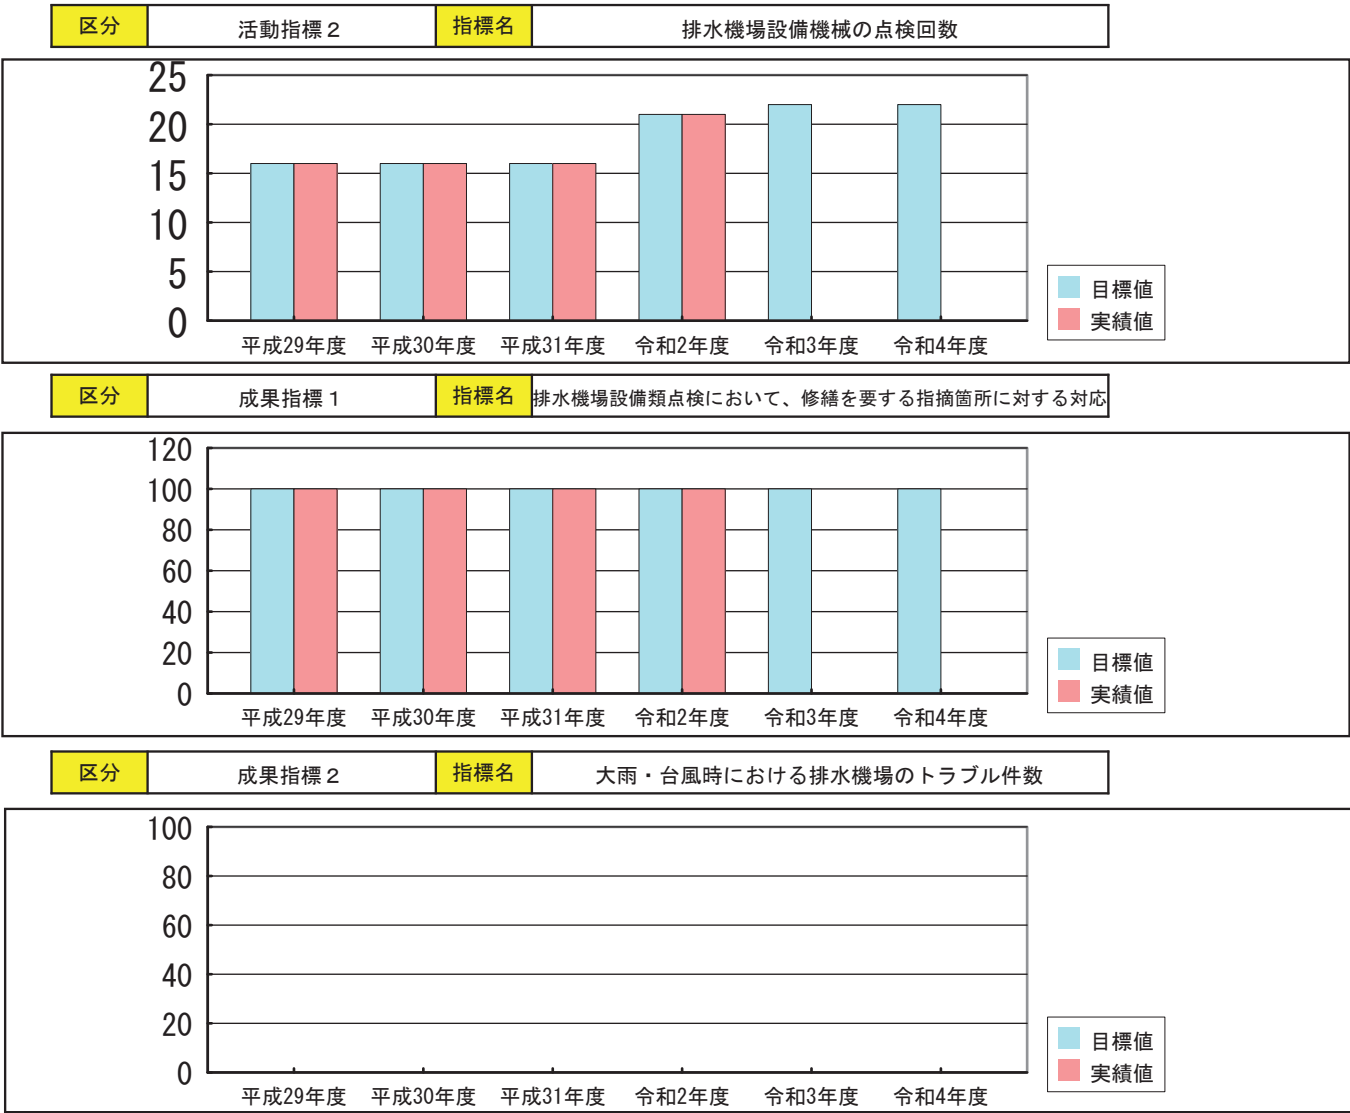 区分 活動指標２ 指標名 排水機場設備機械の点検回数
25
20
15
10
5
0
平成29年度 平成30年度 平成31年度 令和2年度 令和3年度 令和4年度
目標値
実績値
区分 成果指標１ 指標名 排水機場設備類点検において、修繕を要する指摘箇所に対する対応
120
100
80
60
40
20
0
平成29年度 平成30年度 平成31年度 令和2年度 令和3年度 令和4年度
目標値
実績値
区分 成果指標２ 指標名 大雨・台風時における排水機場のトラブル件数
100
80
60
40
20
0
平成29年度 平成30年度 平成31年度 令和2年度 令和3年度 令和4年度
目標値
実績値